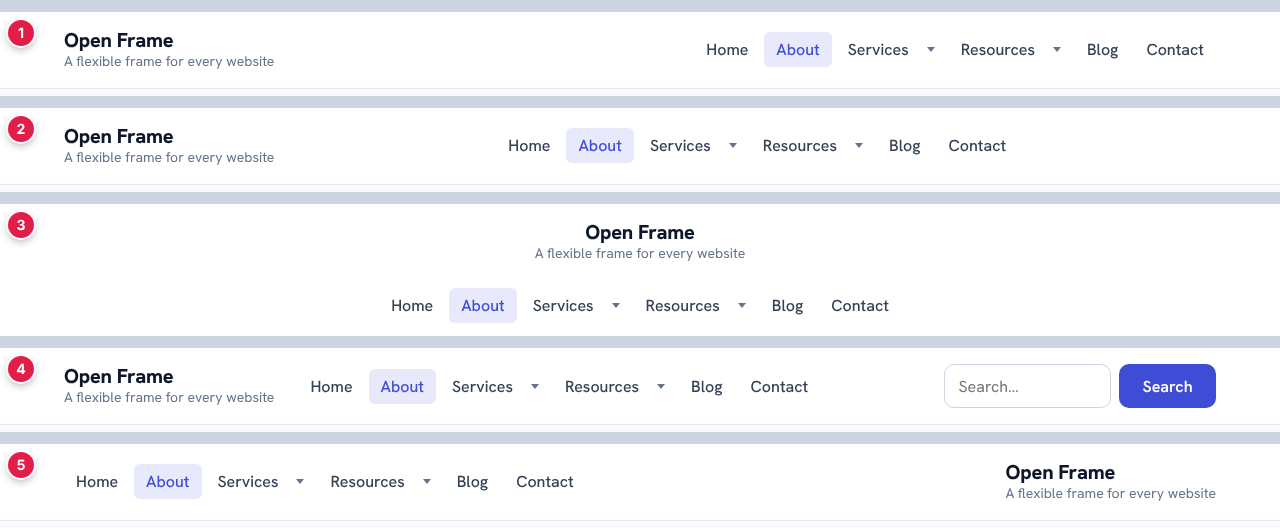 1
Open Frame
A flexible frame for every website
Home About Services Resources Blog Contact
2
Open Frame
A flexible frame for every website
Home About Services Resources Blog Contact
3
Open Frame
A flexible frame for every website
Home About Services Resources Blog Contact
4
Open Frame
A flexible frame for every website
Home About Services Resources Blog Contact
Search... Search
5
Home About Services Resources Blog Contact
Open Frame
A flexible frame for every website